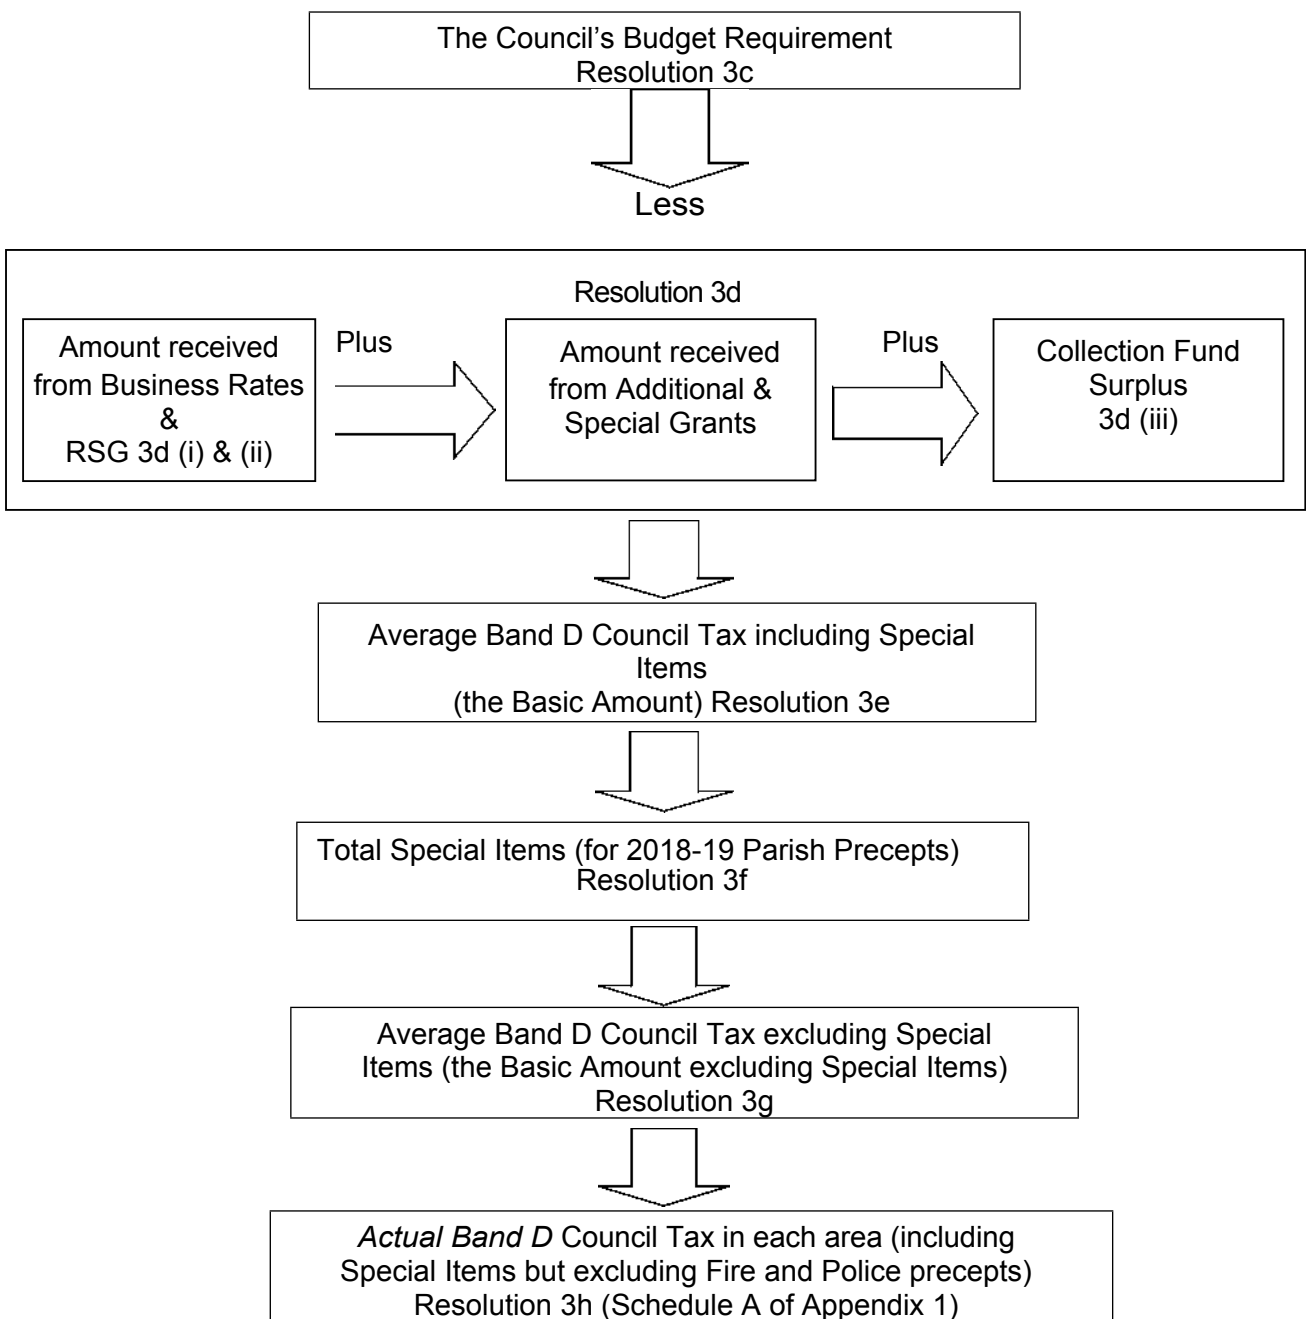 The Council’s Budget Requirement
Resolution 3c
Less
Resolution 3d
Amount received
from Business Rates
&
RSG 3d (i) & (ii)
Plus
Amount received
from Additional &
Special Grants
Plus
Collection Fund
Surplus
3d (iii)
Average Band D Council Tax including Special
Items
(the Basic Amount) Resolution 3e
Total Special Items (for 2018-19 Parish Precepts)
Resolution 3f
Average Band D Council Tax excluding Special
Items (the Basic Amount excluding Special Items)
Resolution 3g
Actual Band D Council Tax in each area (including
Special Items but excluding Fire and Police precepts)
Resolution 3h (Schedule A of Appendix 1)